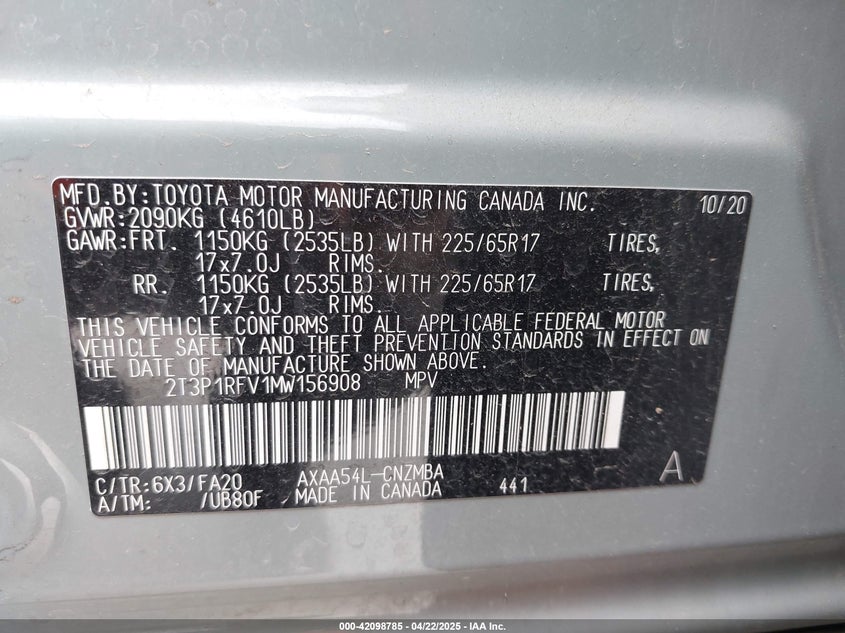 MFD.BY:TOYOTA MOTOR MANUFACTURING CANADA INC. 10/20
GVWR:2090KG (4610LB)
GAWR:FRT. 1150KG (2535LB) WITH 225/65R17 TIRES,
17x7.0J RIMS.
RR. 1150KG (2535LB) WITH 225/65R17 TIRES,
17x7.0J RIMS.
THIS VEHICLE CONFORMS TO ALL APPLICABLE FEDERAL MOTOR
VEHICLE SAFETY AND THEFT PREVENTION STANDARDS IN EFFECT ON
THE DATE OF MANUFACTURE SHOWN ABOVE.
2T3P1RFV1MW156908 MPV
C/TR:6X3/FA20 AXAA54L-CNZMBA A
A/TM: /UB80F MADE IN CANADA 441
000-42098785 - 04/22/2025 - IAA Inc.